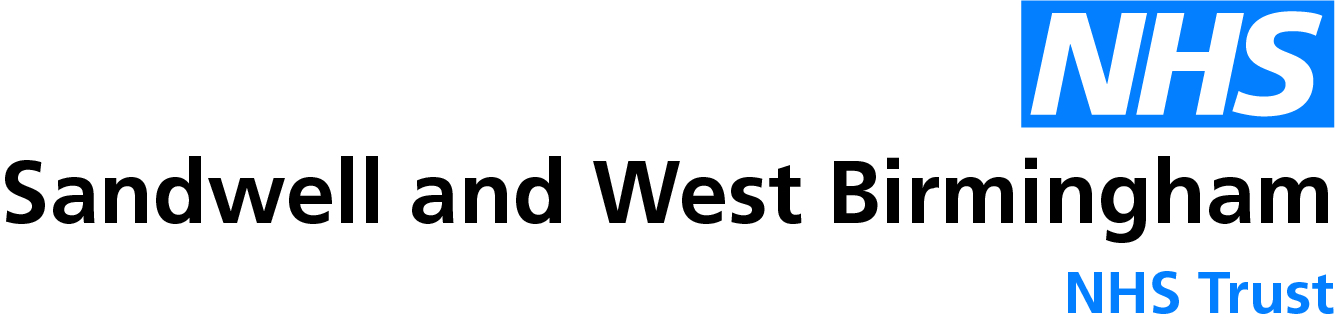 NHS
Sandwell and West Birmingham
NHS Trust